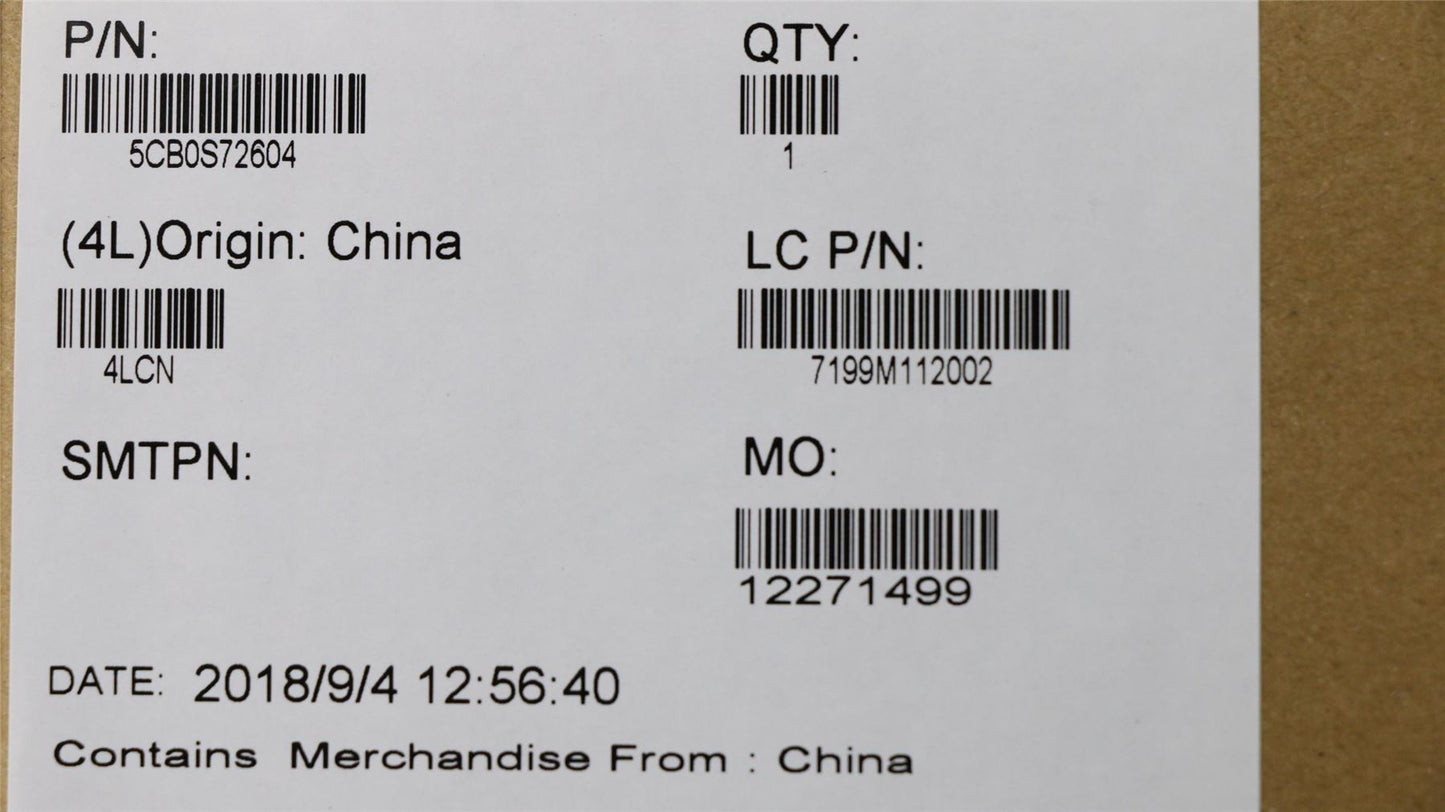 P/N:
QTY:
5CB0S72604
1
(4L)Origin: China
LC P/N:
4LCN
7199M112002
SMTPN:
MO:
12271499
DATE: 2018/9/4 12:56:40
Contains Merchandise From : China